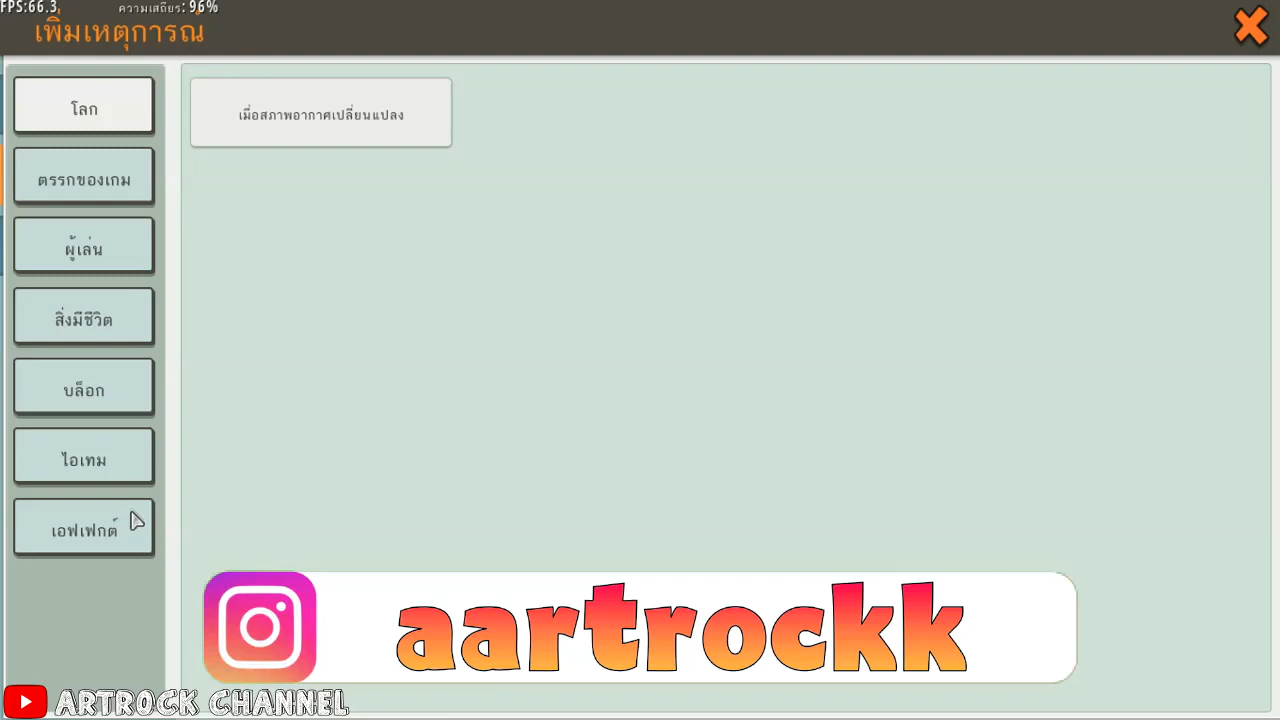 FPS:66.3 ความเสถียร: 96%
เพิ่มเหตุการณ์
โลก
เมื่อสภาพอากาศเปลี่ยนแปลง
ตรรกของเกม
ผู้เล่น
สิ่งมีชีวิต
บล็อก
ไอเทม
เอฟเฟกต์
aartrockk
ARTROCK CHANNEL